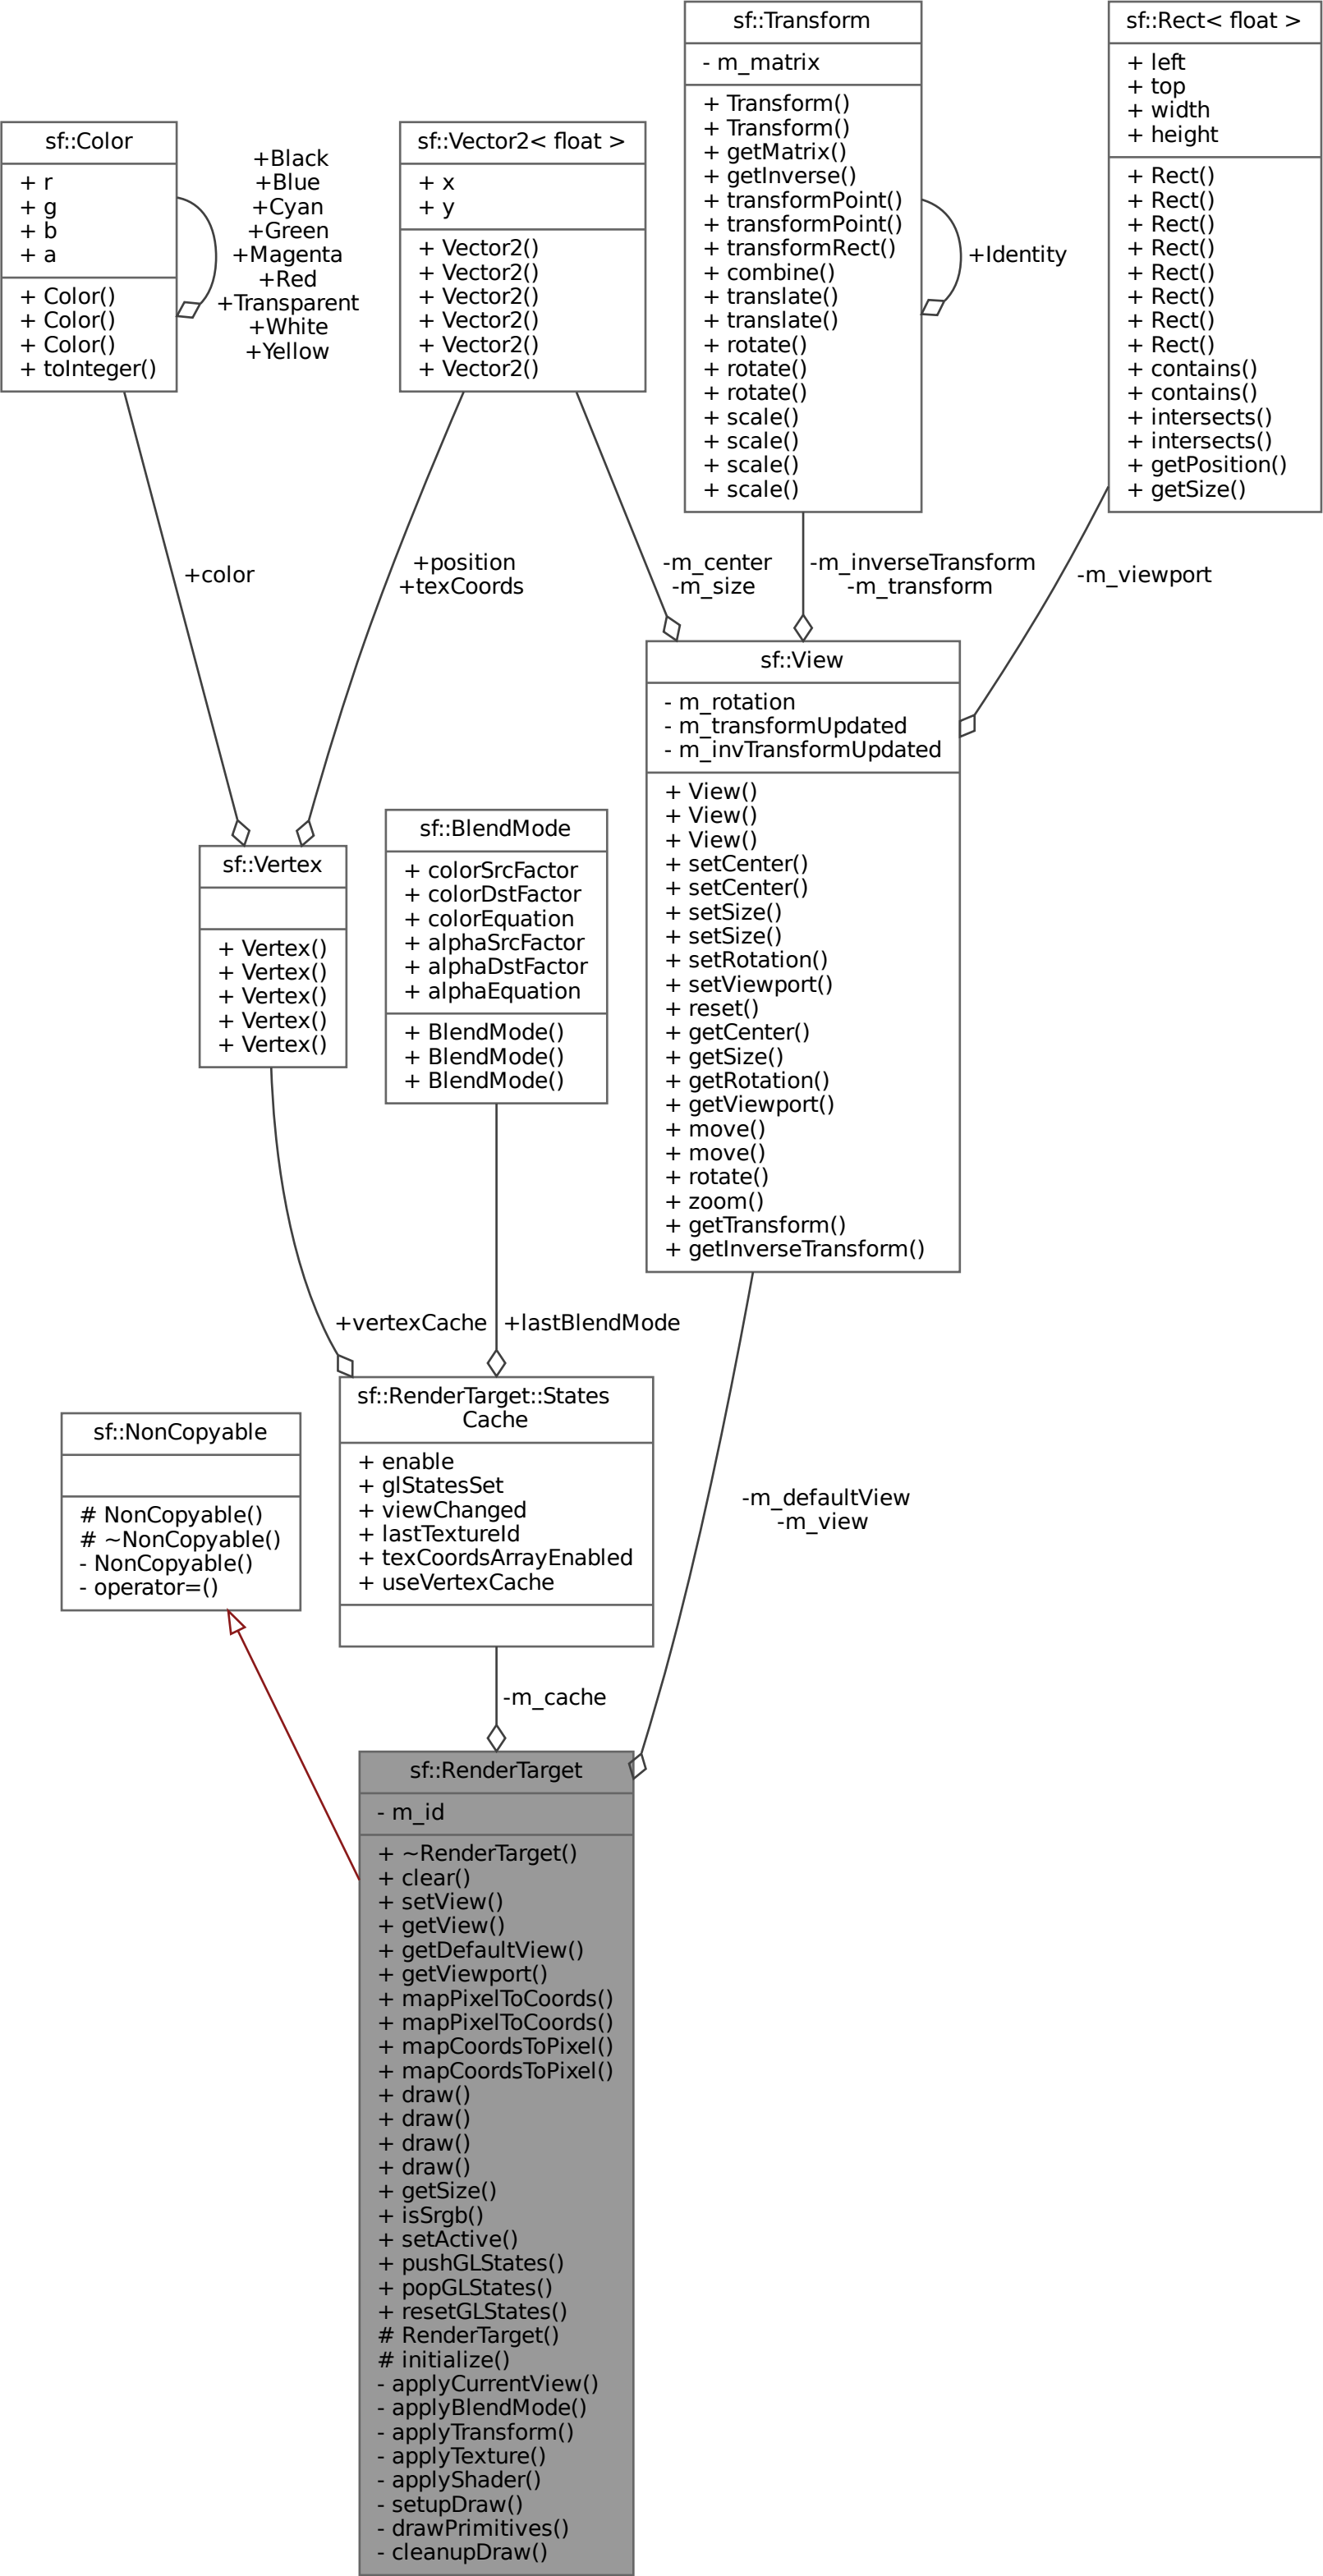 sf::Transform
- m_matrix
+ Transform()
+ Transform()
+ getMatrix()
+ getInverse()
+ transformPoint()
+ transformPoint()
+ transformRect()
+ combine()
+ translate()
+ translate()
+ rotate()
+ rotate()
+ rotate()
+ scale()
+ scale()
+ scale()
+ scale()
+Identity
sf::Rect< float >
+ left
+ top
+ width
+ height
+ Rect()
+ Rect()
+ Rect()
+ Rect()
+ Rect()
+ Rect()
+ Rect()
+ Rect()
+ contains()
+ contains()
+ intersects()
+ intersects()
+ getPosition()
+ getSize()
sf::Color
+ r
+ g
+ b
+ a
+ Color()
+ Color()
+ Color()
+ toInteger()
+Black
+Blue
+Cyan
+Green
+Magenta
+Red
+Transparent
+White
+Yellow
sf::Vector2< float >
+ x
+ y
+ Vector2()
+ Vector2()
+ Vector2()
+ Vector2()
+ Vector2()
+ Vector2()
+color
+position
+texCoords
-m_center
-m_size
-m_inverseTransform
-m_transform
-m_viewport
sf::View
- m_rotation
- m_transformUpdated
- m_invTransformUpdated
+ View()
+ View()
+ View()
+ setCenter()
+ setCenter()
+ setSize()
+ setSize()
+ setRotation()
+ setViewport()
+ reset()
+ getCenter()
+ getSize()
+ getRotation()
+ getViewport()
+ move()
+ move()
+ rotate()
+ zoom()
+ getTransform()
+ getInverseTransform()
sf::Vertex
+ Vertex()
+ Vertex()
+ Vertex()
+ Vertex()
+ Vertex()
sf::BlendMode
+ colorSrcFactor
+ colorDstFactor
+ colorEquation
+ alphaSrcFactor
+ alphaDstFactor
+ alphaEquation
+ BlendMode()
+ BlendMode()
+ BlendMode()
+vertexCache
+lastBlendMode
sf::RenderTarget::States
Cache
+ enable
+ glStatesSet
+ viewChanged
+ lastTextureId
+ texCoordsArrayEnabled
+ useVertexCache
sf::NonCopyable
# NonCopyable()
# ~NonCopyable()
- NonCopyable()
- operator=()
-m_defaultView
-m_view
-m_cache
sf::RenderTarget
- m_id
+ ~RenderTarget()
+ clear()
+ setView()
+ getView()
+ getDefaultView()
+ getViewport()
+ mapPixelToCoords()
+ mapPixelToCoords()
+ mapCoordsToPixel()
+ mapCoordsToPixel()
+ draw()
+ draw()
+ draw()
+ draw()
+ getSize()
+ isSrgb()
+ setActive()
+ pushGLStates()
+ popGLStates()
+ resetGLStates()
# RenderTarget()
# initialize()
- applyCurrentView()
- applyBlendMode()
- applyTransform()
- applyTexture()
- applyShader()
- setupDraw()
- drawPrimitives()
- cleanupDraw()